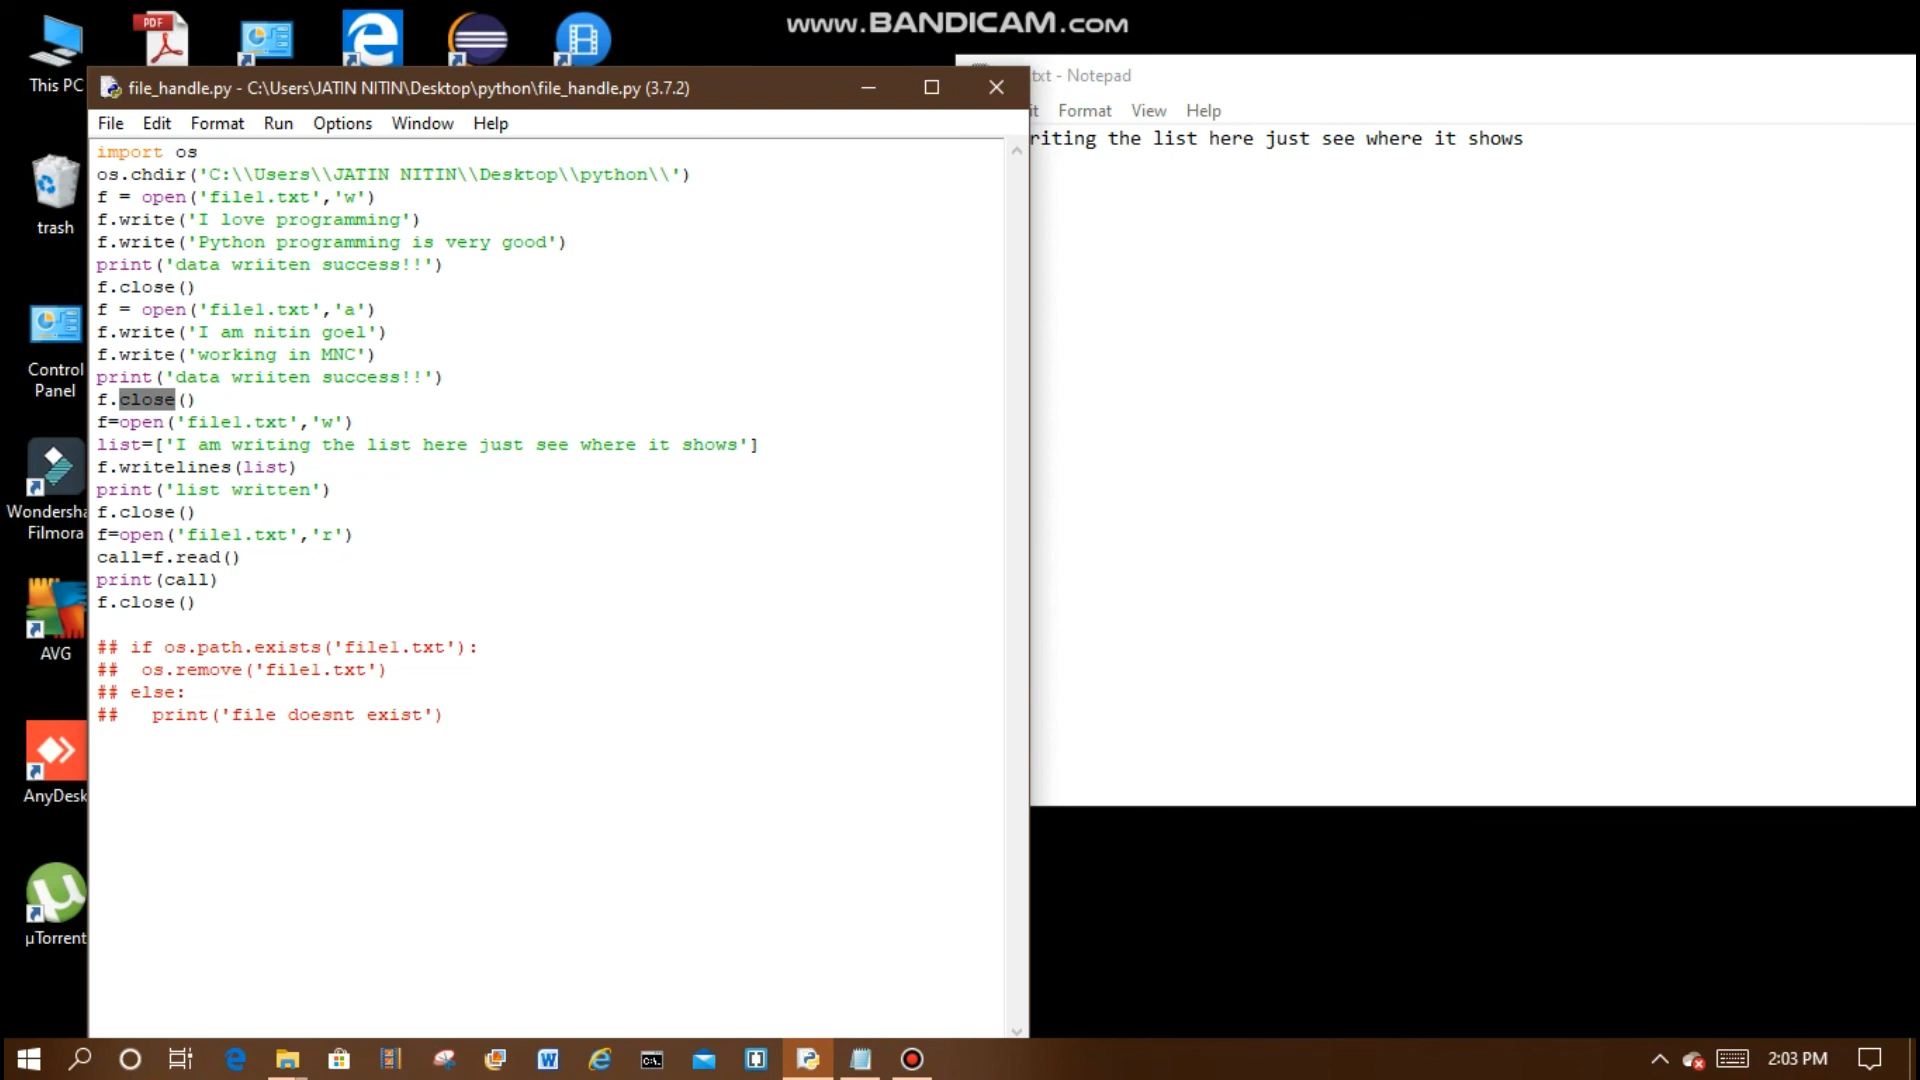 www.BANDICAM.com
This PC
trash
Control
Panel
Wondersha
Filmora
AVG
AnyDesk
µTorrent
PDF
file_handle.py - C:\Users\JATIN NITIN\Desktop\python\file_handle.py (3.7.2)
File Edit Format Run Options Window Help
import os
os.chdir('C:\\Users\\JATIN NITIN\\Desktop\\python\\')
f = open('file1.txt','w')
f.write('I love programming')
f.write('Python programming is very good')
print('data wriiten success!!')
f.close()
f = open('file1.txt','a')
f.write('I am nitin goel')
f.write('working in MNC')
print('data wriiten success!!')
f.close()
f=open('file1.txt','w')
list=['I am writing the list here just see where it shows']
f.writelines(list)
print('list written')
f.close()
f=open('file1.txt','r')
call=f.read()
print(call)
f.close()
## if os.path.exists('file1.txt'):
##  os.remove('file1.txt')
## else:
##   print('file doesnt exist')
txt - Notepad
it Format View Help
riting the list here just see where it shows
2:03 PM